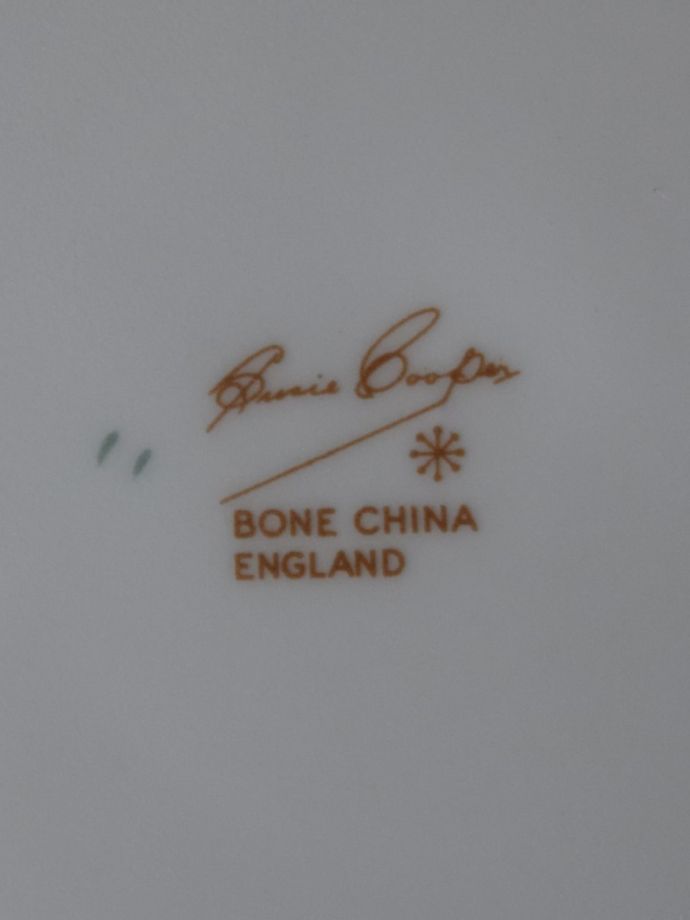 Susie Cooper
BONE CHINA
ENGLAND